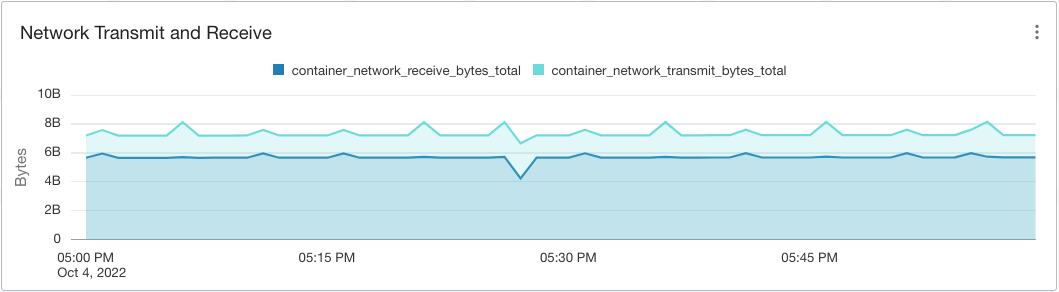 Network Transmit and Receive
container_network_receive_bytes_total container_network_transmit_bytes_total
10B
8B
6B
4B
2B
0
Bytes
05:00 PM 05:15 PM 05:30 PM 05:45 PM
Oct 4, 2022